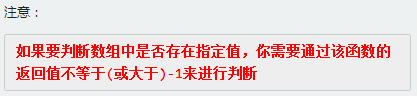 注意：
如果要判断数组中是否存在指定值，你需要通过该函数的
返回值不等于(或大于)-1来进行判断